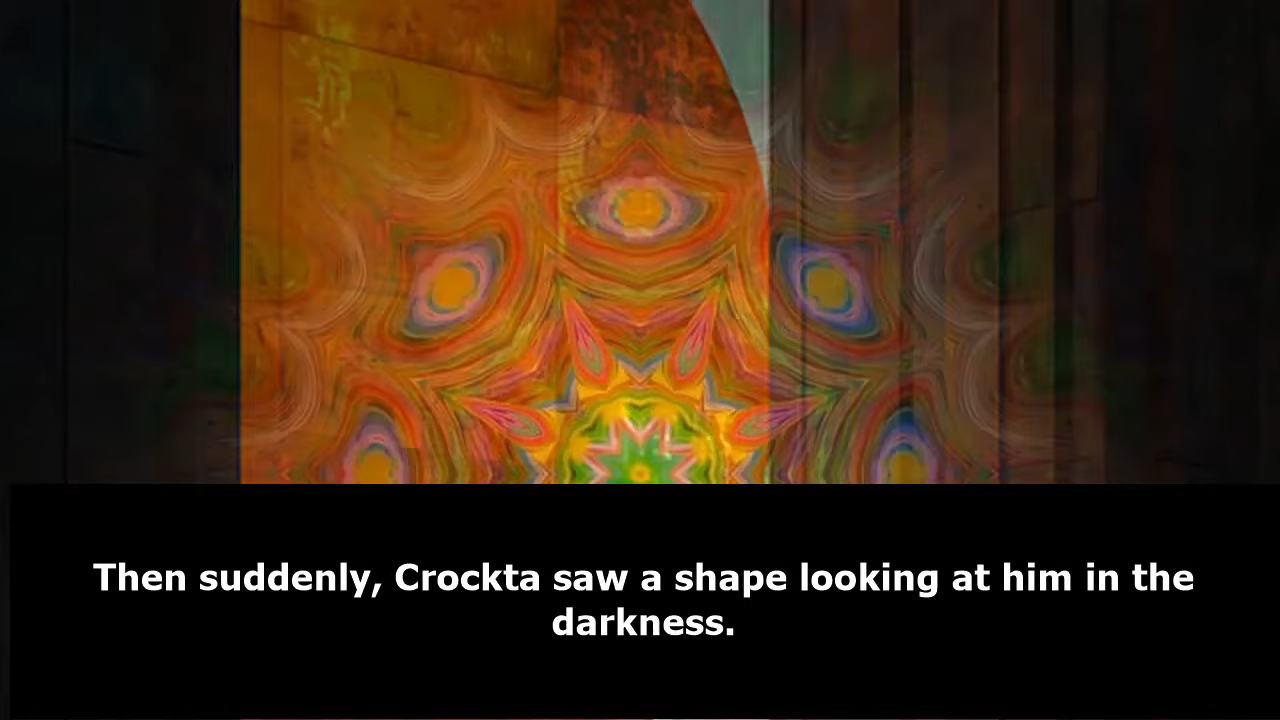 Then suddenly, Crockta saw a shape looking at him in the
darkness.